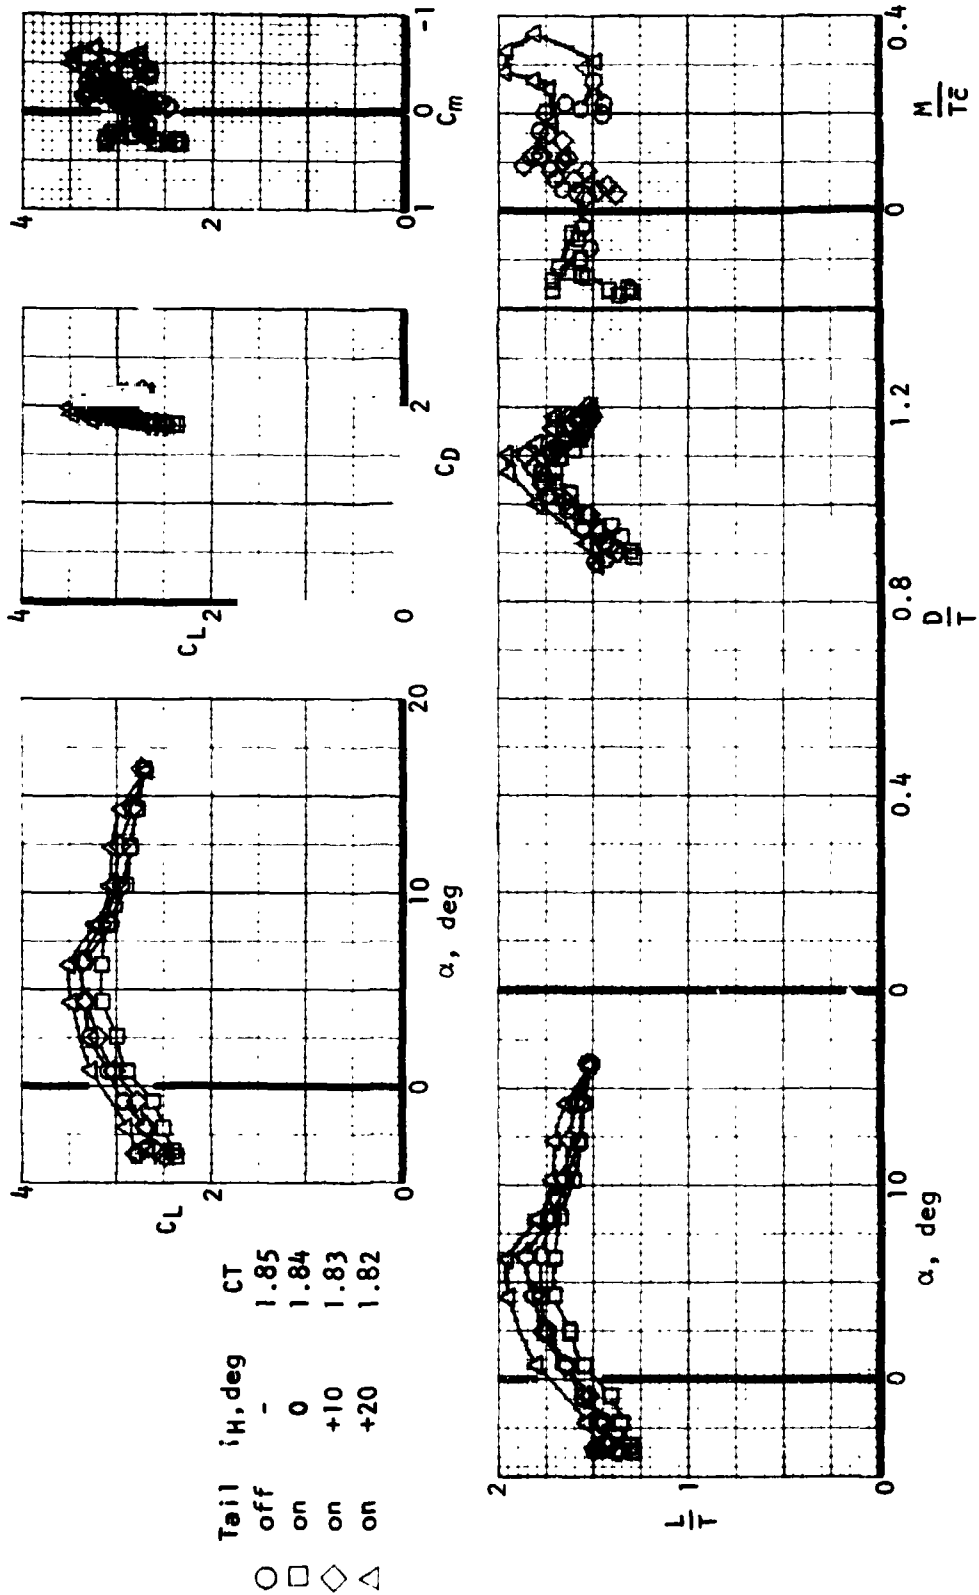 Tail iH,deg CT
○ off - 1.85
□ on 0 1.84
◇ on +10 1.83
△ on +20 1.82
4
CL
2
0
0 10 20
α, deg
4
CL 2
0
2
CD
4
2
0
1 0 -1
Cm
2
L/T
1
0
0 10
α, deg
0 0.4 0.8 1.2
D/T
0 0.4
M/Tc̄